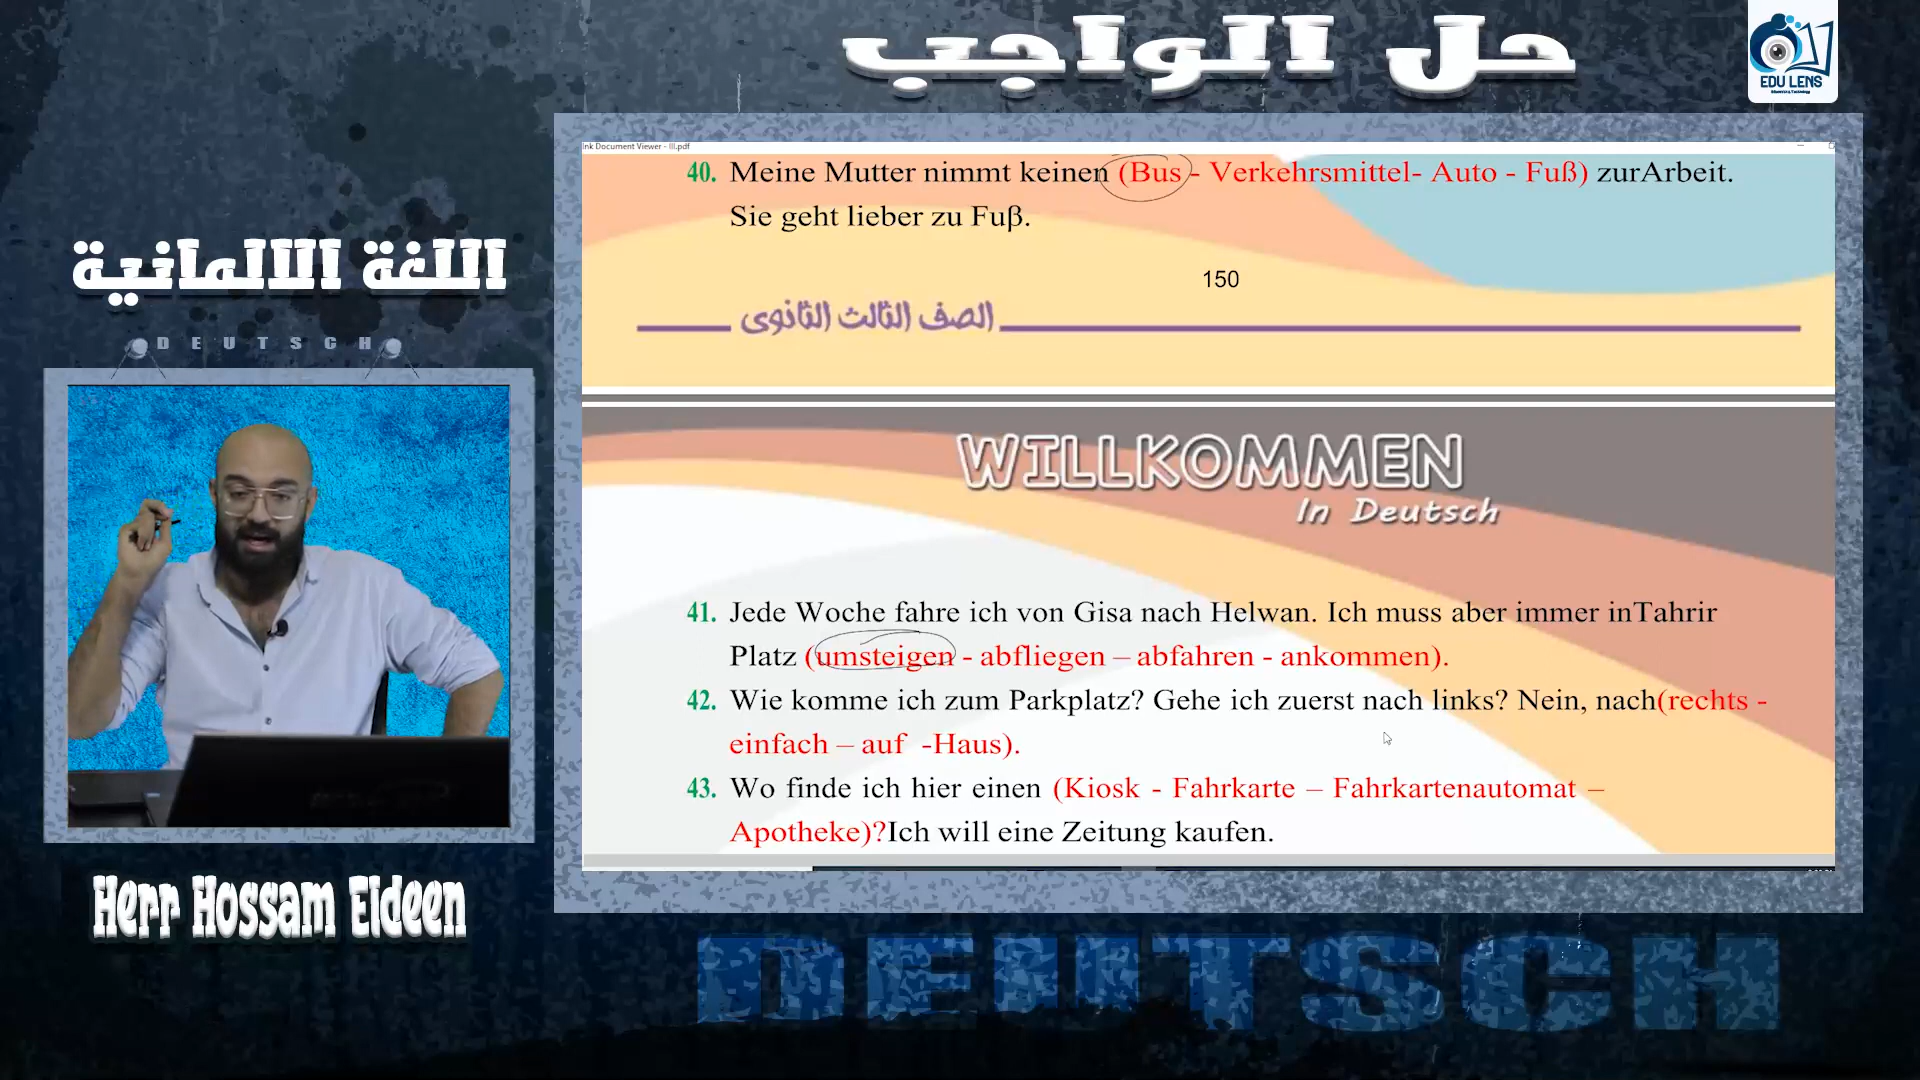 حل الواجب
EDU LENS
Ink Document Viewer - III.pdf
40. Meine Mutter nimmt keinen (Bus - Verkehrsmittel- Auto - Fuß) zurArbeit.
Sie geht lieber zu Fuβ.
150
الصف الثالث الثانوى
WILLKOMMEN
In Deutsch
41. Jede Woche fahre ich von Gisa nach Helwan. Ich muss aber immer inTahrir
Platz (umsteigen - abfliegen – abfahren - ankommen).
42. Wie komme ich zum Parkplatz? Gehe ich zuerst nach links? Nein, nach(rechts -
einfach – auf -Haus).
43. Wo finde ich hier einen (Kiosk - Fahrkarte – Fahrkartenautomat –
Apotheke)?Ich will eine Zeitung kaufen.
اللغة الالمانية
DEUTSCH
Herr Hossam Eldeen
DEUTSCH